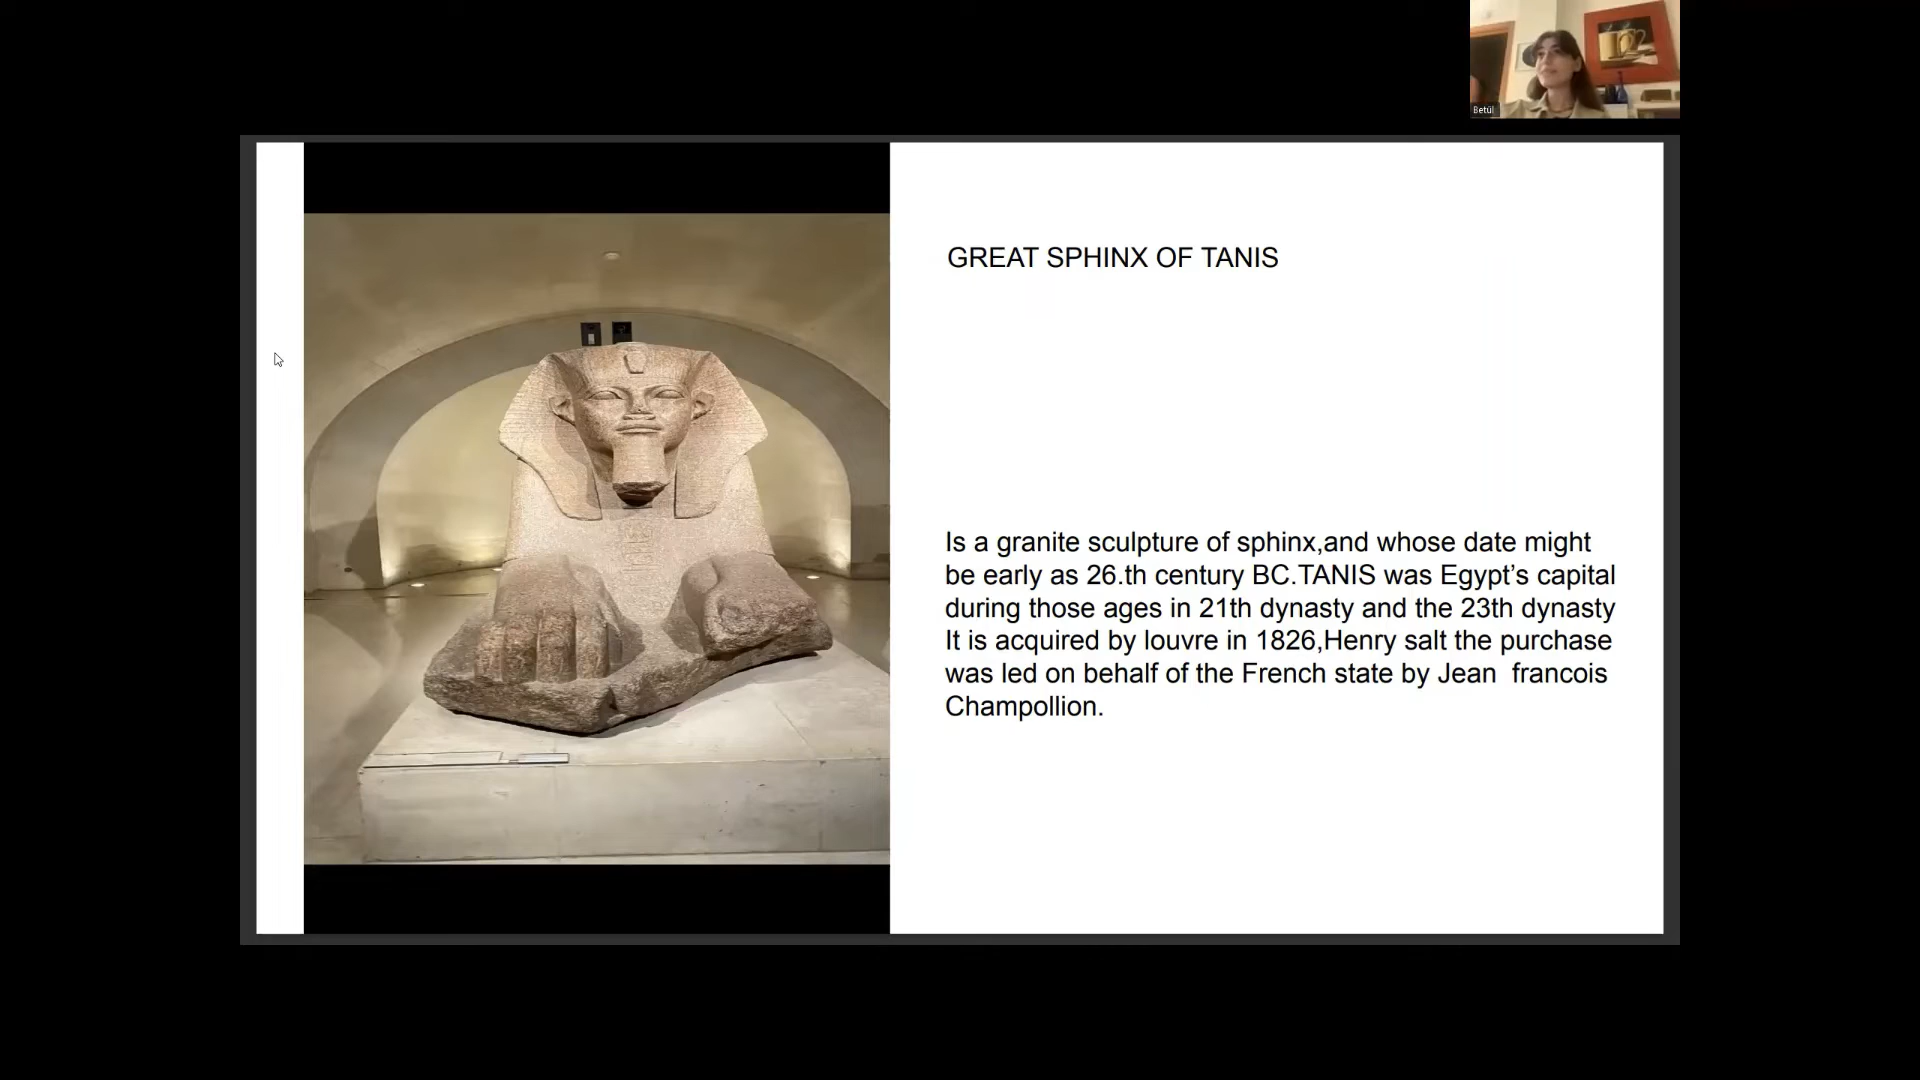 Betül
GREAT SPHINX OF TANIS
Is a granite sculpture of sphinx,and whose date might
be early as 26.th century BC.TANIS was Egypt’s capital
during those ages in 21th dynasty and the 23th dynasty
It is acquired by louvre in 1826,Henry salt the purchase
was led on behalf of the French state by Jean  francois
Champollion.